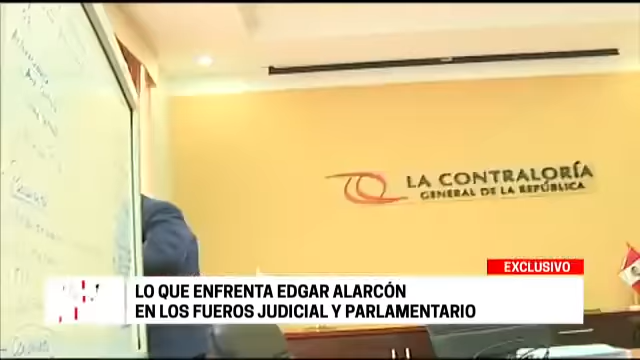 LA CONTRALORÍA
GENERAL DE LA REPÚBLICA
EXCLUSIVO
LO QUE ENFRENTA EDGAR ALARCÓN
EN LOS FUEROS JUDICIAL Y PARLAMENTARIO